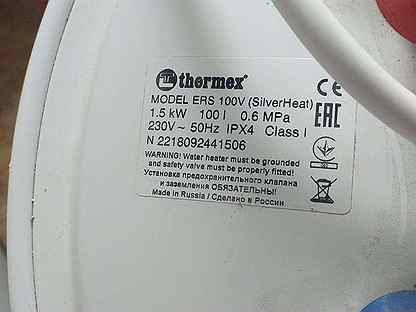 thermex®
MODEL ERS 100V (SilverHeat)
1.5 kW 100 l 0.6 MPa
230V ~ 50Hz IPX4 Class I
N 2218092441506
WARNING! Water heater must be grounded
and safety valve must be properly fitted!
Установка предохранительного клапана
и заземления ОБЯЗАТЕЛЬНЫ!
Made in Russia / Сделано в России
CE
EAC